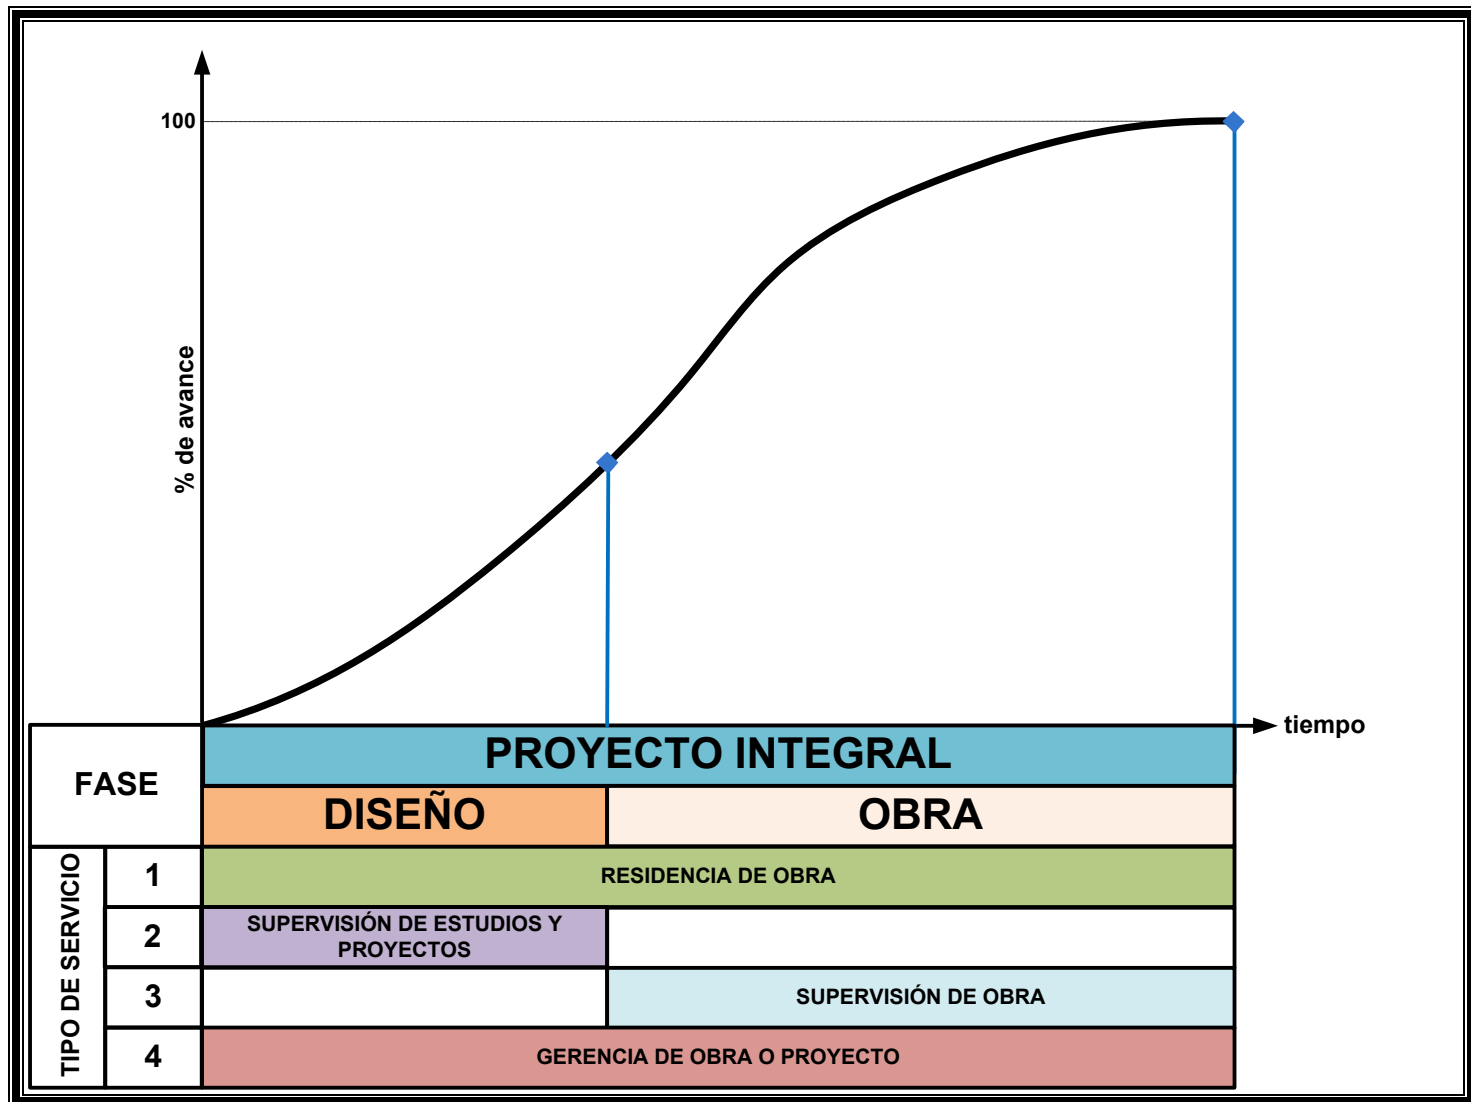 100
% de avance
tiempo
FASE
PROYECTO INTEGRAL
DISEÑO
OBRA
TIPO DE SERVICIO
1
RESIDENCIA DE OBRA
2
SUPERVISIÓN DE ESTUDIOS Y
PROYECTOS
3
SUPERVISIÓN DE OBRA
4
GERENCIA DE OBRA O PROYECTO